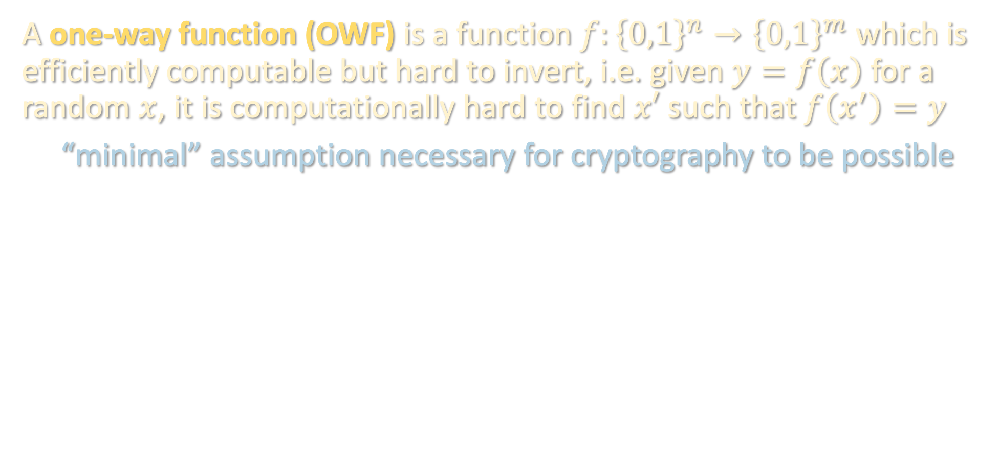 A one-way function (OWF) is a function 𝑓: {0,1}ⁿ → {0,1}ᵐ which is
efficiently computable but hard to invert, i.e. given 𝑦 = 𝑓(𝑥) for a
random 𝑥, it is computationally hard to find 𝑥′ such that 𝑓(𝑥′) = 𝑦
“minimal” assumption necessary for cryptography to be possible